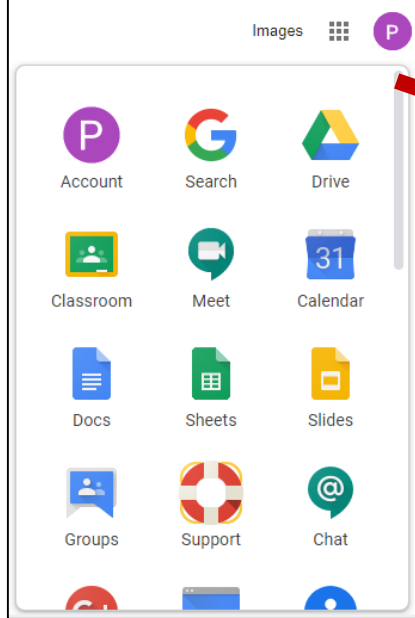 Images P
P
Account Search Drive
31
Classroom Meet Calendar
Docs Sheets Slides
@
Groups Support Chat
G+